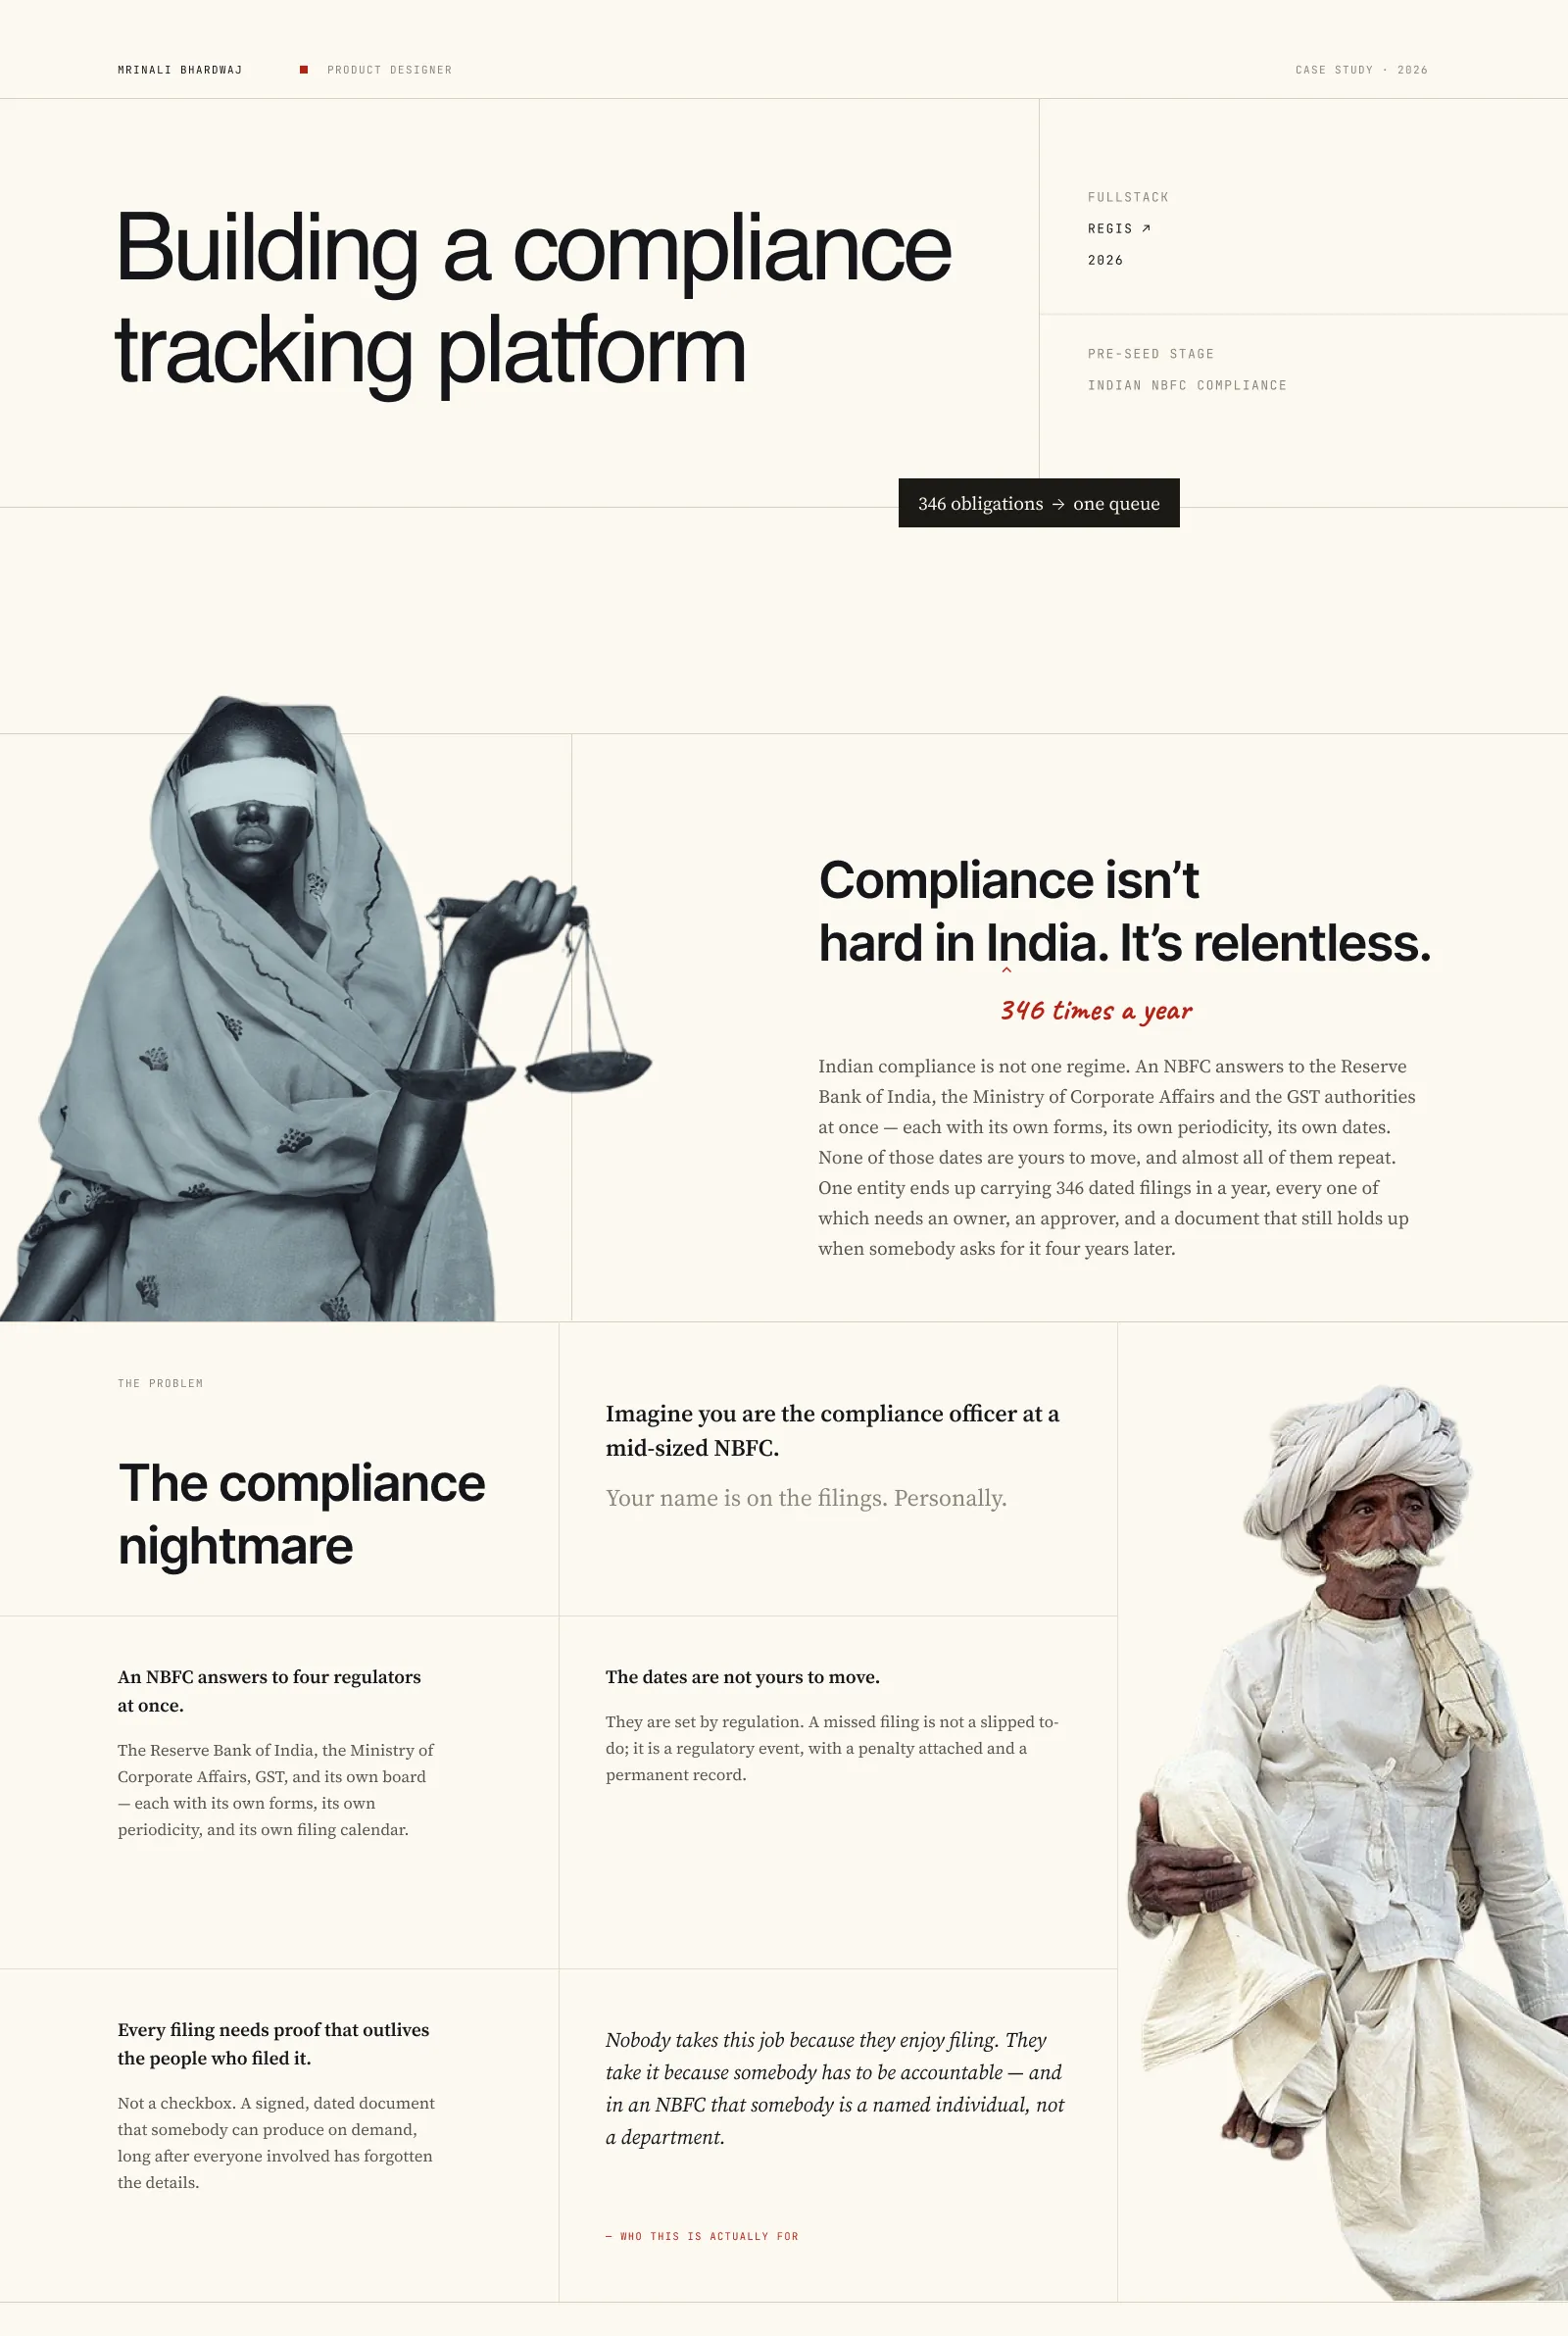 MRINALI BHARDWAJ
PRODUCT DESIGNER
CASE STUDY · 2026
Building a compliance
tracking platform
FULLSTACK
REGIS ↗
2026
PRE-SEED STAGE
INDIAN NBFC COMPLIANCE
346 obligations → one queue
Compliance isn’t
hard in India. It’s relentless.
^
346 times a year
Indian compliance is not one regime. An NBFC answers to the Reserve
Bank of India, the Ministry of Corporate Affairs and the GST authorities
at once — each with its own forms, its own periodicity, its own dates.
None of those dates are yours to move, and almost all of them repeat.
One entity ends up carrying 346 dated filings in a year, every one of
which needs an owner, an approver, and a document that still holds up
when somebody asks for it four years later.
THE PROBLEM
The compliance
nightmare
Imagine you are the compliance officer at a
mid-sized NBFC.
Your name is on the filings. Personally.
An NBFC answers to four regulators
at once.
The Reserve Bank of India, the Ministry of
Corporate Affairs, GST, and its own board
— each with its own forms, its own
periodicity, and its own filing calendar.
The dates are not yours to move.
They are set by regulation. A missed filing is not a slipped to-
do; it is a regulatory event, with a penalty attached and a
permanent record.
Every filing needs proof that outlives
the people who filed it.
Not a checkbox. A signed, dated document
that somebody can produce on demand,
long after everyone involved has forgotten
the details.
Nobody takes this job because they enjoy filing. They
take it because somebody has to be accountable — and
in an NBFC that somebody is a named individual, not
a department.
— WHO THIS IS ACTUALLY FOR